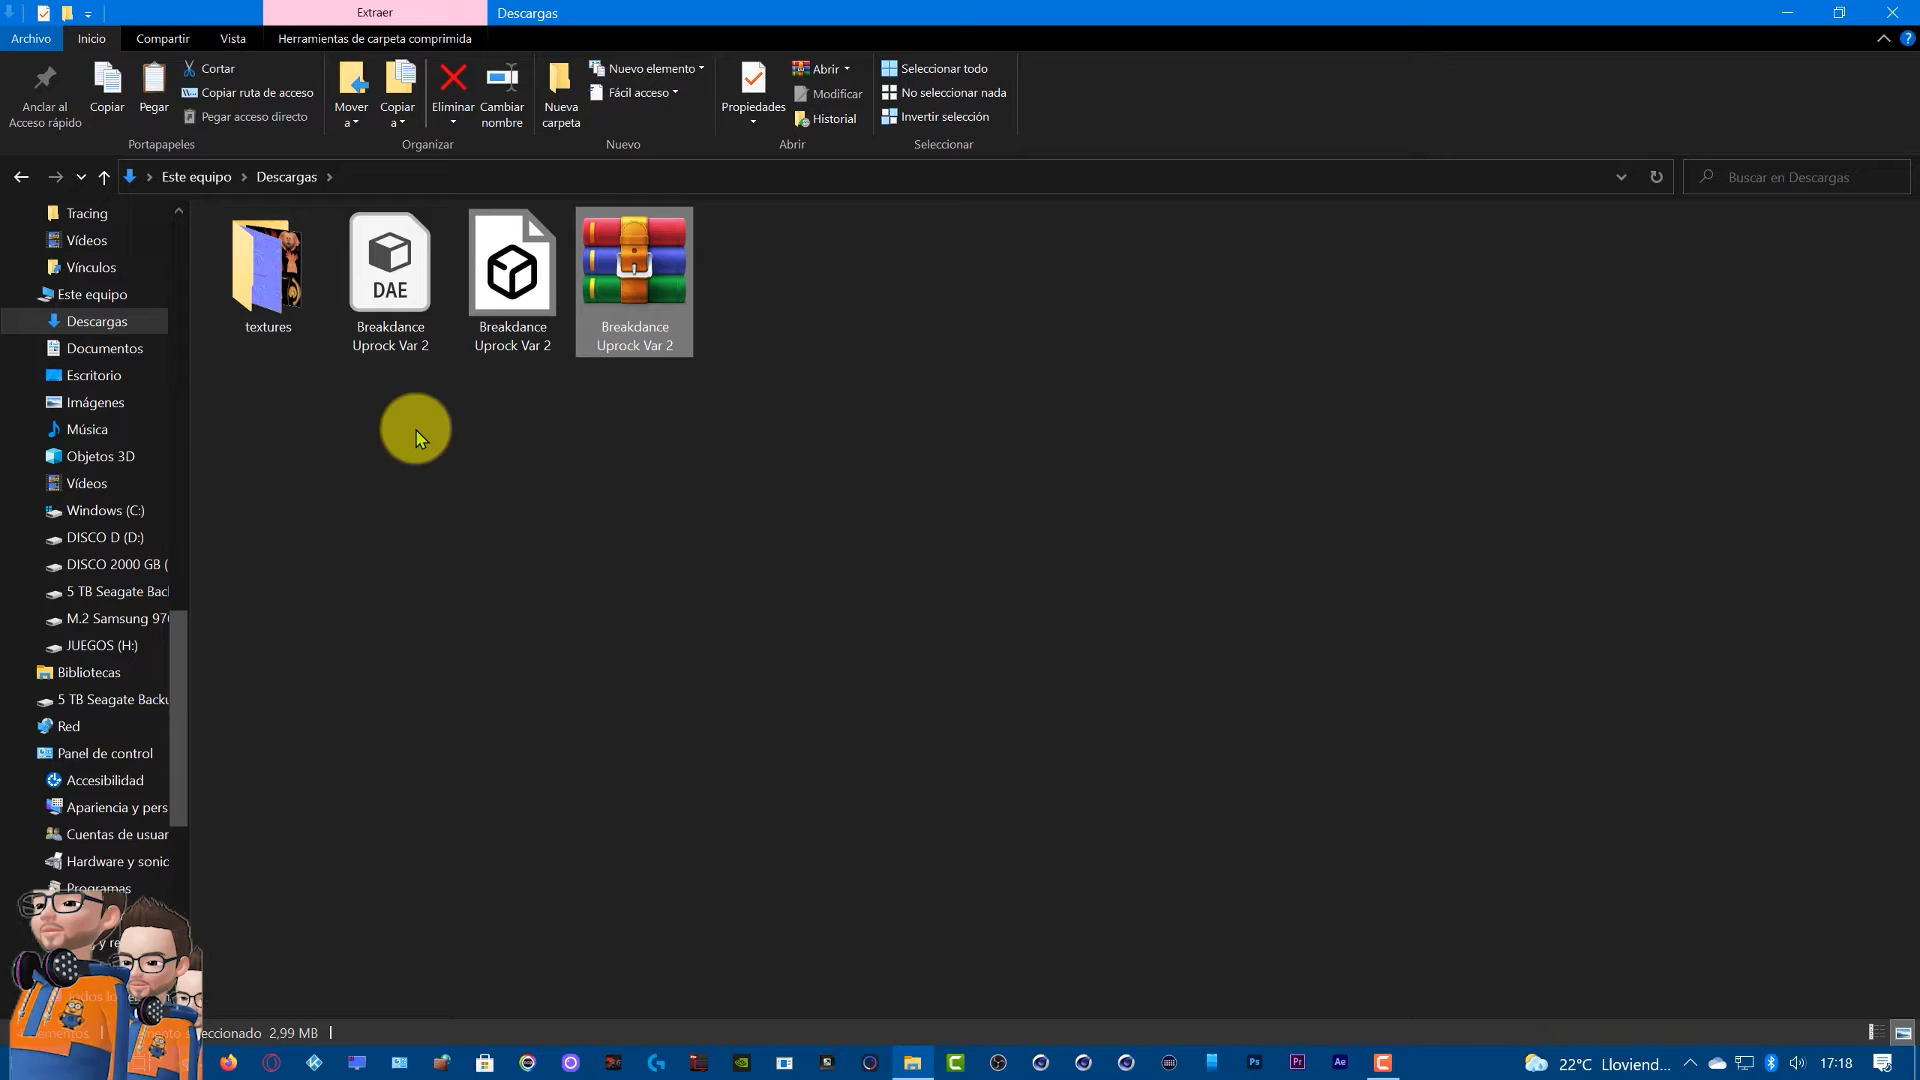 Extraer
Descargas
Archivo
Inicio
Compartir
Vista
Herramientas de carpeta comprimida
Anclar al
Acceso rápido
Copiar
Pegar
Cortar
Copiar ruta de acceso
Pegar acceso directo
Portapapeles
Mover
a
Copiar
a
Eliminar
Cambiar
nombre
Organizar
Nueva
carpeta
Nuevo elemento
Fácil acceso
Nuevo
Propiedades
Abrir
Modificar
Historial
Abrir
Seleccionar todo
No seleccionar nada
Invertir selección
Seleccionar
Este equipo
Descargas
Buscar en Descargas
Tracing
Vídeos
Vínculos
Este equipo
Descargas
Documentos
Escritorio
Imágenes
Música
Objetos 3D
Vídeos
Windows (C:)
DISCO D (D:)
DISCO 2000 GB (
5 TB Seagate Bac
M.2 Samsung 97
JUEGOS (H:)
Bibliotecas
5 TB Seagate Backu
Red
Panel de control
Accesibilidad
Apariencia y pers
Cuentas de usuar
Hardware y sonic
Programas
textures
DAE
Breakdance
Uprock Var 2
Breakdance
Uprock Var 2
Breakdance
Uprock Var 2
eccionado 2,99 MB
Ps
Pr
Ae
22°C Lloviend...
17:18